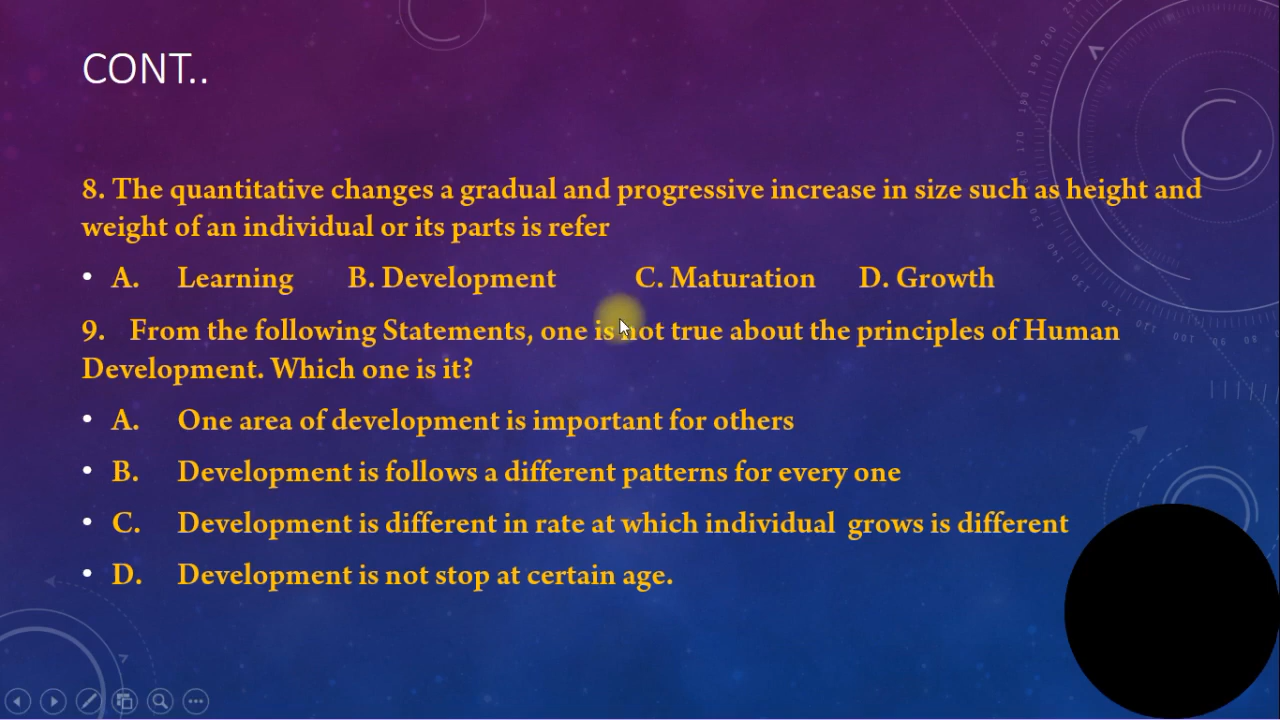 CONT..
8. The quantitative changes a gradual and progressive increase in size such as height and
weight of an individual or its parts is refer
• A. Learning B. Development C. Maturation D. Growth
9. From the following Statements, one is not true about the principles of Human
Development. Which one is it?
• A. One area of development is important for others
• B. Development is follows a different patterns for every one
• C. Development is different in rate at which individual grows is different
• D. Development is not stop at certain age.